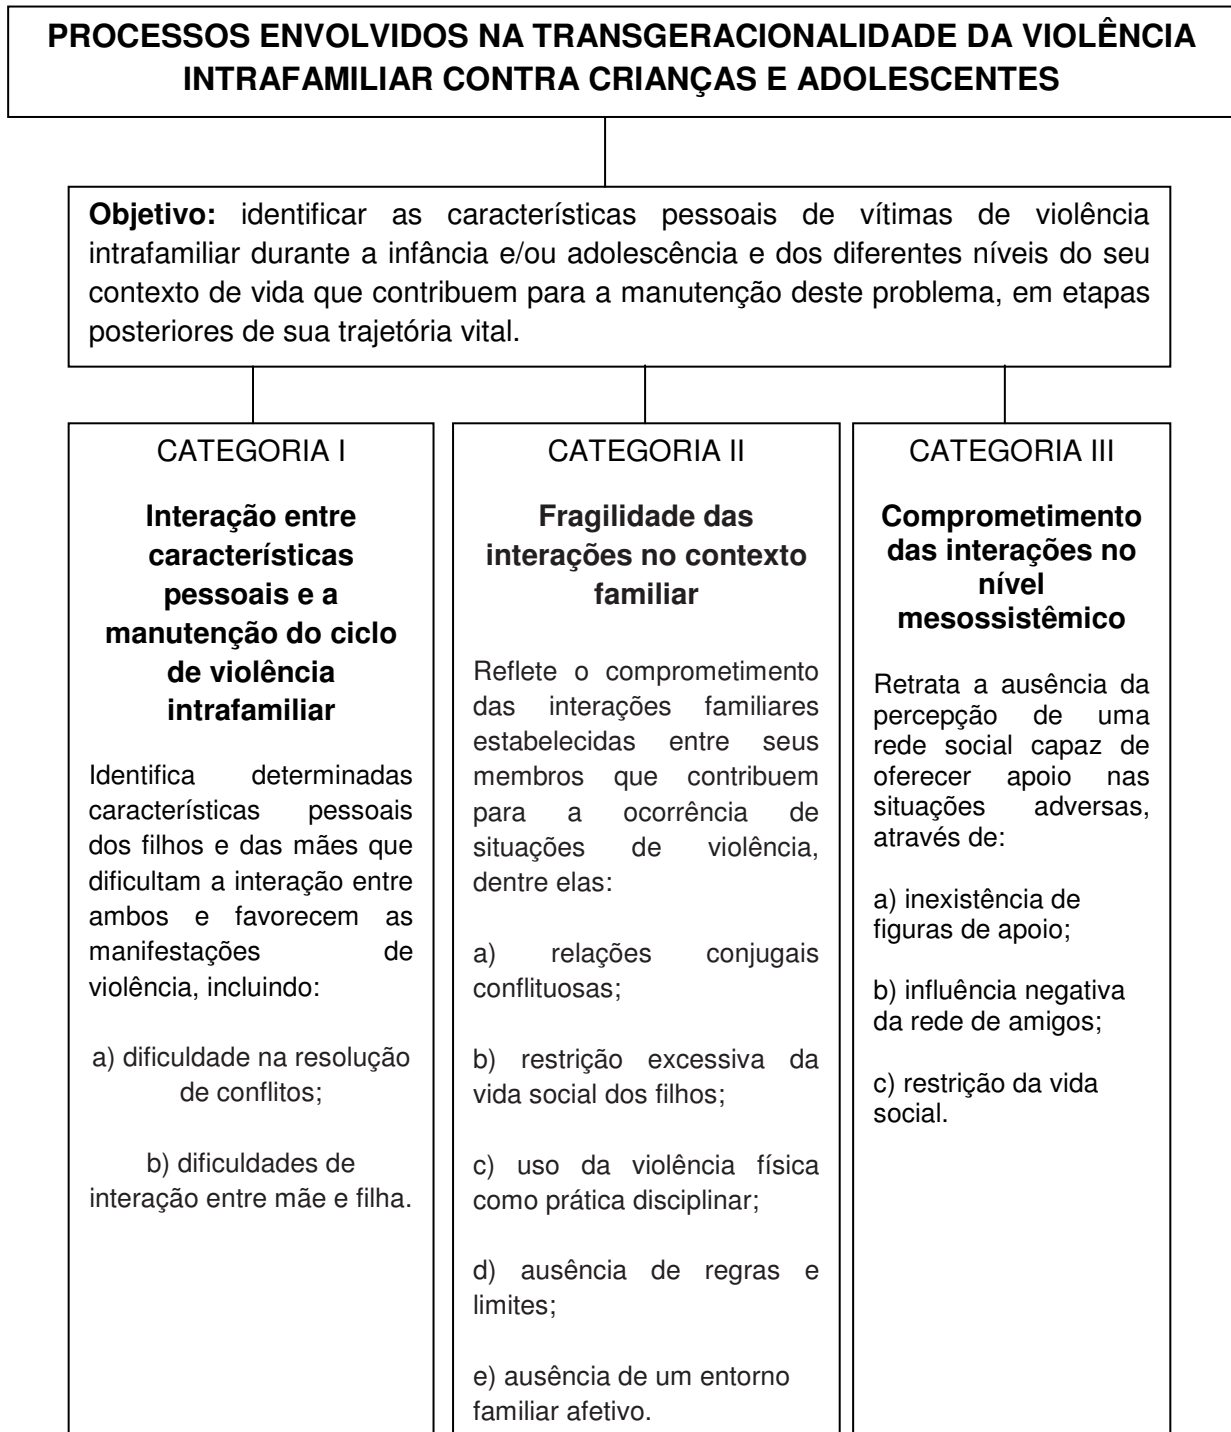 PROCESSOS ENVOLVIDOS NA TRANSGERACIONALIDADE DA VIOLÊNCIA
INTRAFAMILIAR CONTRA CRIANÇAS E ADOLESCENTES
Objetivo: identificar as características pessoais de vítimas de violência
intrafamiliar durante a infância e/ou adolescência e dos diferentes níveis do seu
contexto de vida que contribuem para a manutenção deste problema, em etapas
posteriores de sua trajetória vital.
CATEGORIA I
Interação entre
características
pessoais e a
manutenção do ciclo
de violência
intrafamiliar
Identifica determinadas
características pessoais
dos filhos e das mães que
dificultam a interação entre
ambos e favorecem as
manifestações de
violência, incluindo:
a) dificuldade na resolução
de conflitos;
b) dificuldades de
interação entre mãe e filha.
CATEGORIA II
Fragilidade das
interações no contexto
familiar
Reflete o comprometimento
das interações familiares
estabelecidas entre seus
membros que contribuem
para a ocorrência de
situações de violência,
dentre elas:
a) relações conjugais
conflituosas;
b) restrição excessiva da
vida social dos filhos;
c) uso da violência física
como prática disciplinar;
d) ausência de regras e
limites;
e) ausência de um entorno
familiar afetivo.
CATEGORIA III
Comprometimento
das interações no
nível
mesossistêmico
Retrata a ausência da
percepção de uma
rede social capaz de
oferecer apoio nas
situações adversas,
através de:
a) inexistência de
figuras de apoio;
b) influência negativa
da rede de amigos;
c) restrição da vida
social.